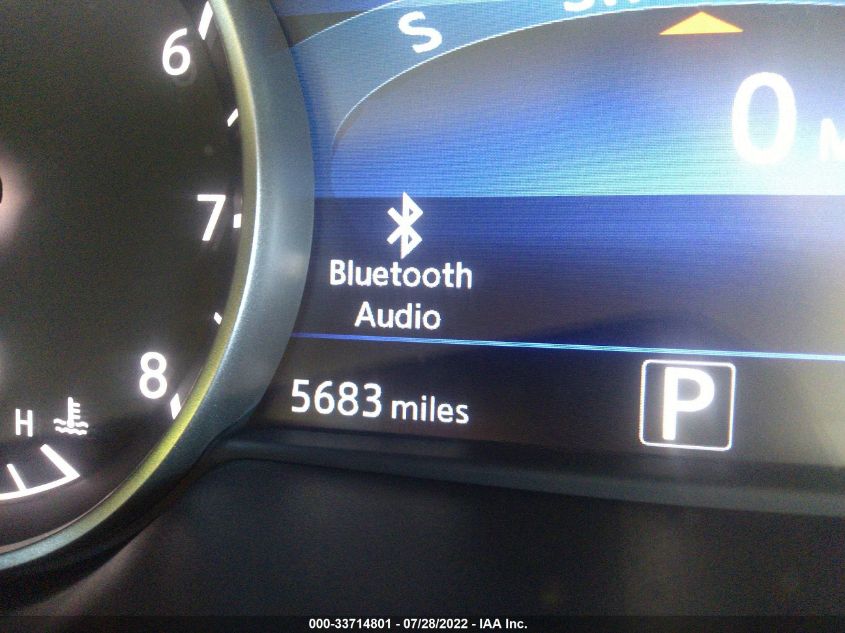 6
S
0
7
Bluetooth
Audio
8
5683 miles
P
H
000-33714801 - 07/28/2022 - IAA Inc.